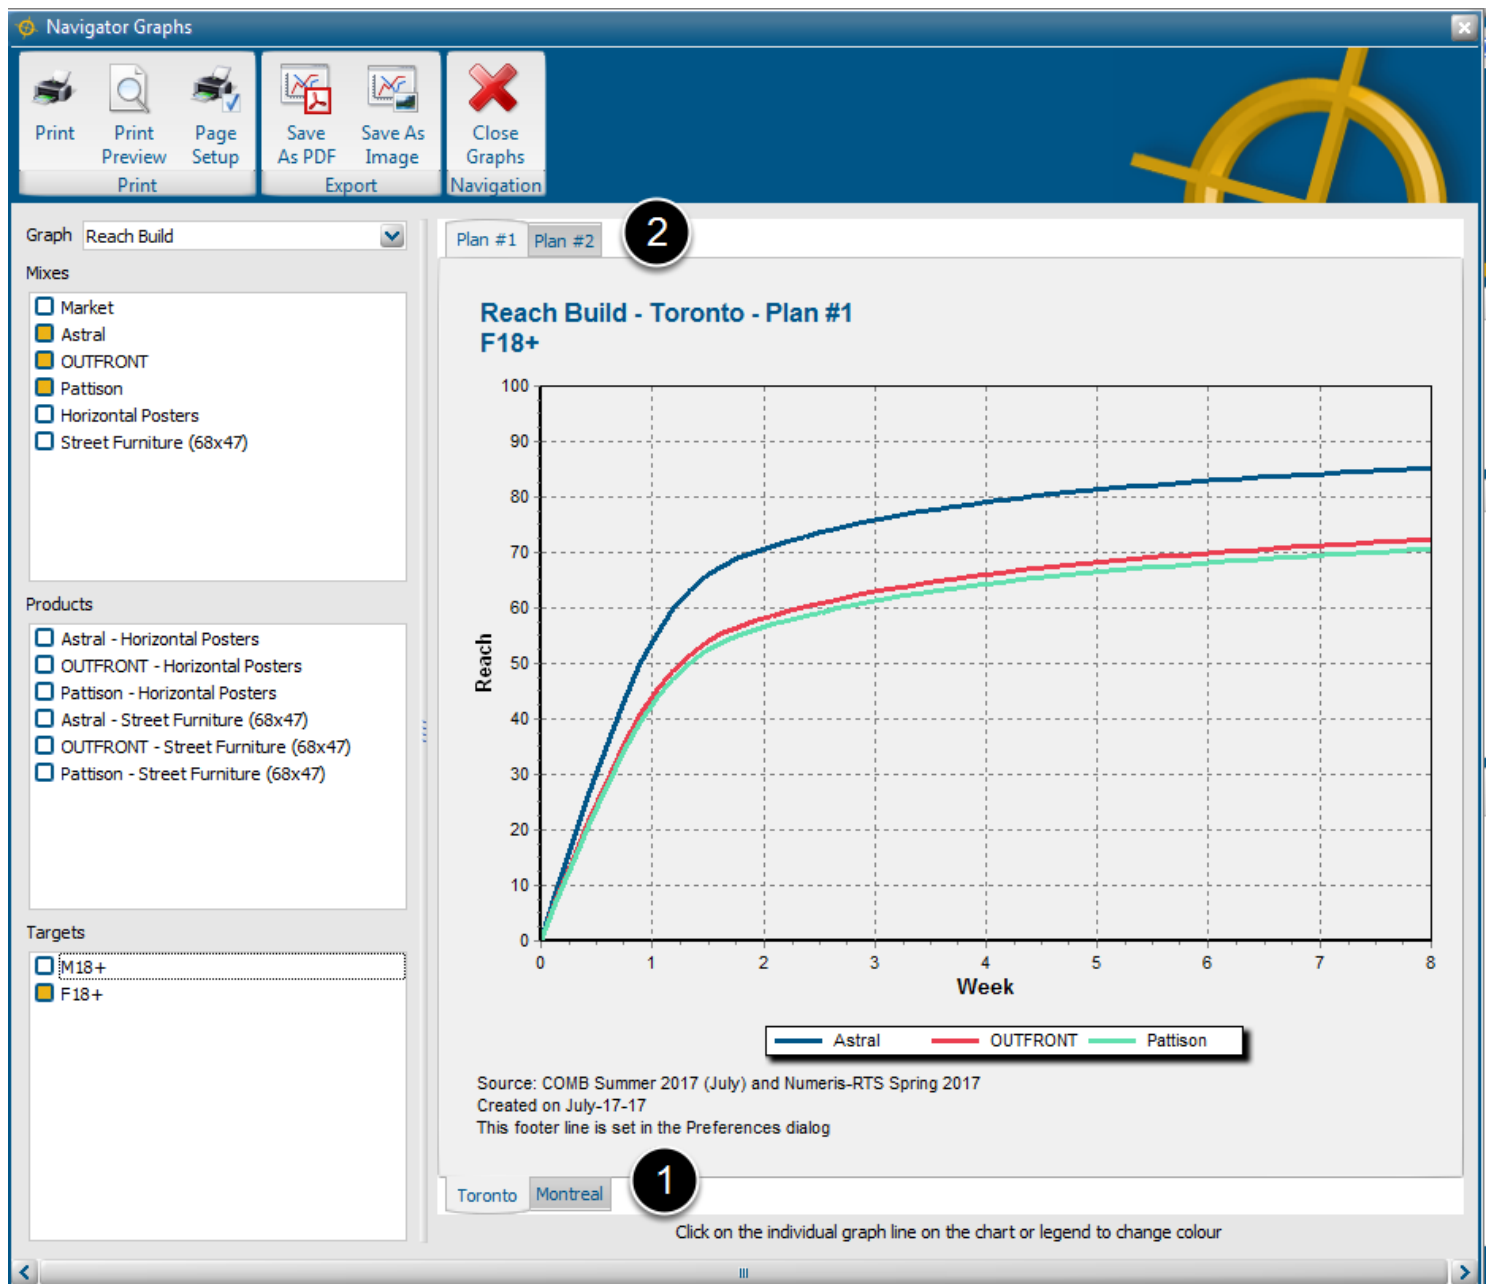 Navigator Graphs
Print
Print Preview
Page Setup
Save As PDF
Save As Image
Close Graphs
Print
Export
Navigation
Graph Reach Build
Mixes
Market
Astral
OUTFRONT
Pattison
Horizontal Posters
Street Furniture (68x47)
Products
Astral - Horizontal Posters
OUTFRONT - Horizontal Posters
Pattison - Horizontal Posters
Astral - Street Furniture (68x47)
OUTFRONT - Street Furniture (68x47)
Pattison - Street Furniture (68x47)
Targets
M18+
F18+
Plan #1 Plan #2
2
Reach Build - Toronto - Plan #1
F18+
100
90
80
70
60
50
40
30
20
10
0
Reach
0 1 2 3 4 5 6 7 8
Week
Astral OUTFRONT Pattison
Source: COMB Summer 2017 (July) and Numeris-RTS Spring 2017
Created on July-17-17
This footer line is set in the Preferences dialog
1
Toronto Montreal
Click on the individual graph line on the chart or legend to change colour